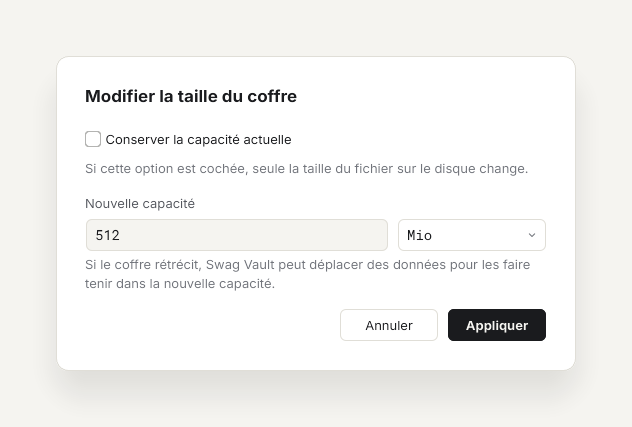 Modifier la taille du coffre
Conserver la capacité actuelle
Si cette option est cochée, seule la taille du fichier sur le disque change.
Nouvelle capacité
512
Mio
Si le coffre rétrécit, Swag Vault peut déplacer des données pour les faire
tenir dans la nouvelle capacité.
Annuler
Appliquer